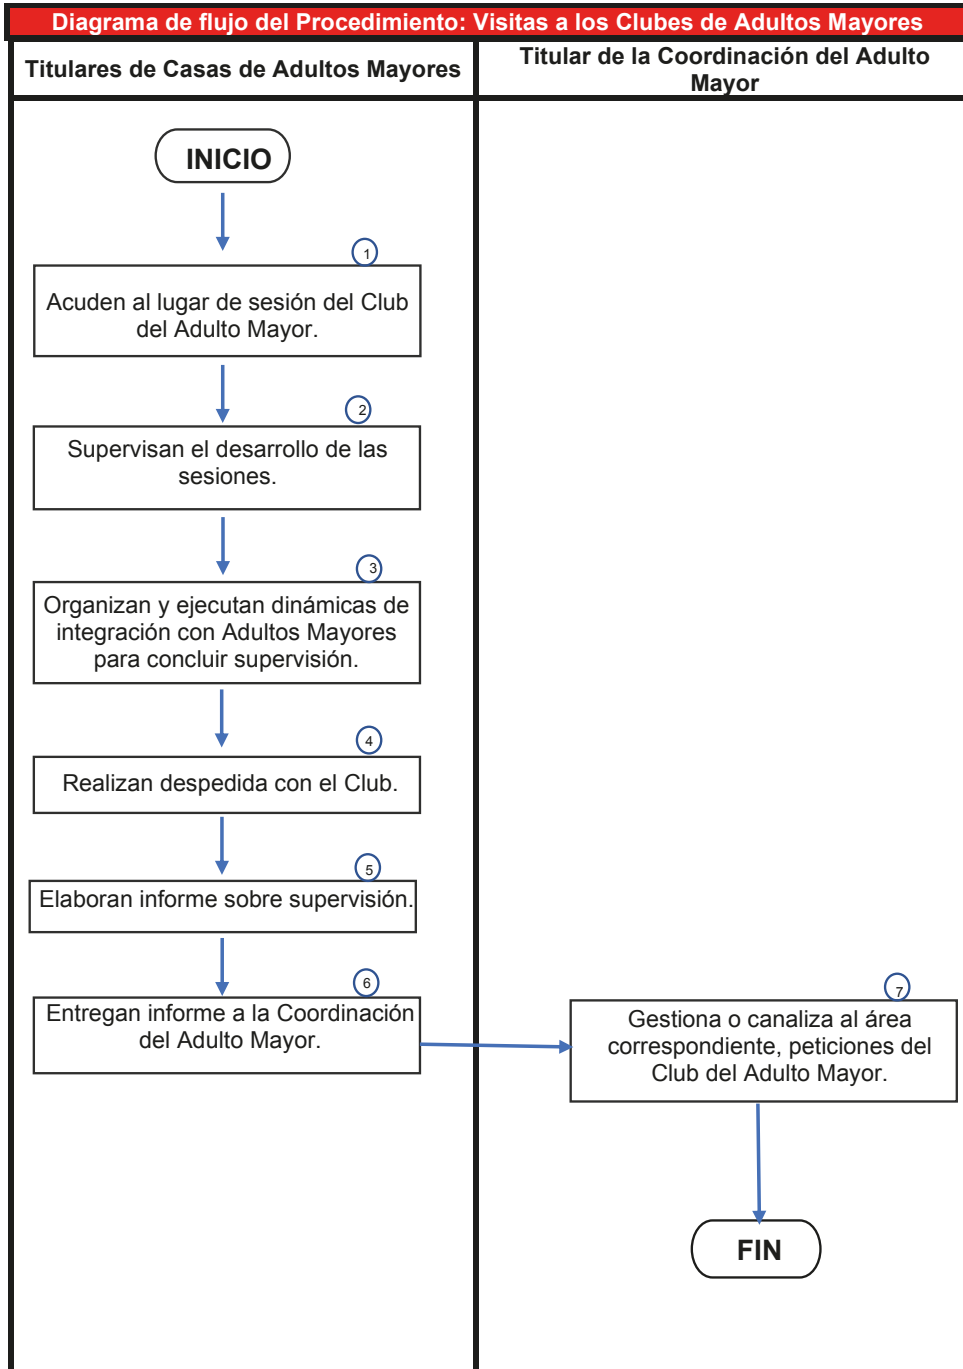 Diagrama de flujo del Procedimiento: Visitas a los Clubes de Adultos Mayores
Titulares de Casas de Adultos Mayores
Titular de la Coordinación del Adulto
Mayor
INICIO
1
Acuden al lugar de sesión del Club
del Adulto Mayor.
2
Supervisan el desarrollo de las
sesiones.
3
Organizan y ejecutan dinámicas de
integración con Adultos Mayores
para concluir supervisión.
4
Realizan despedida con el Club.
5
Elaboran informe sobre supervisión.
6
Entregan informe a la Coordinación
del Adulto Mayor.
7
Gestiona o canaliza al área
correspondiente, peticiones del
Club del Adulto Mayor.
FIN